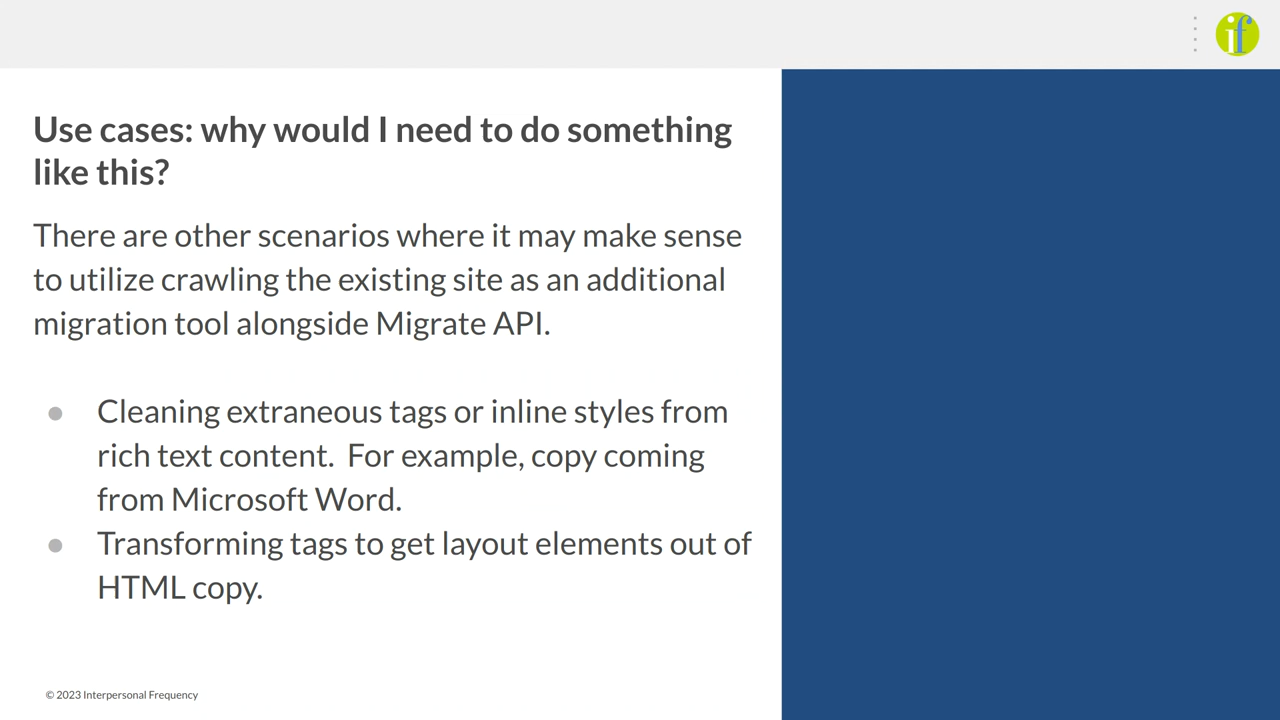 if
Use cases: why would I need to do something
like this?
There are other scenarios where it may make sense
to utilize crawling the existing site as an additional
migration tool alongside Migrate API.
● Cleaning extraneous tags or inline styles from
rich text content.  For example, copy coming
from Microsoft Word.
● Transforming tags to get layout elements out of
HTML copy.
© 2023 Interpersonal Frequency